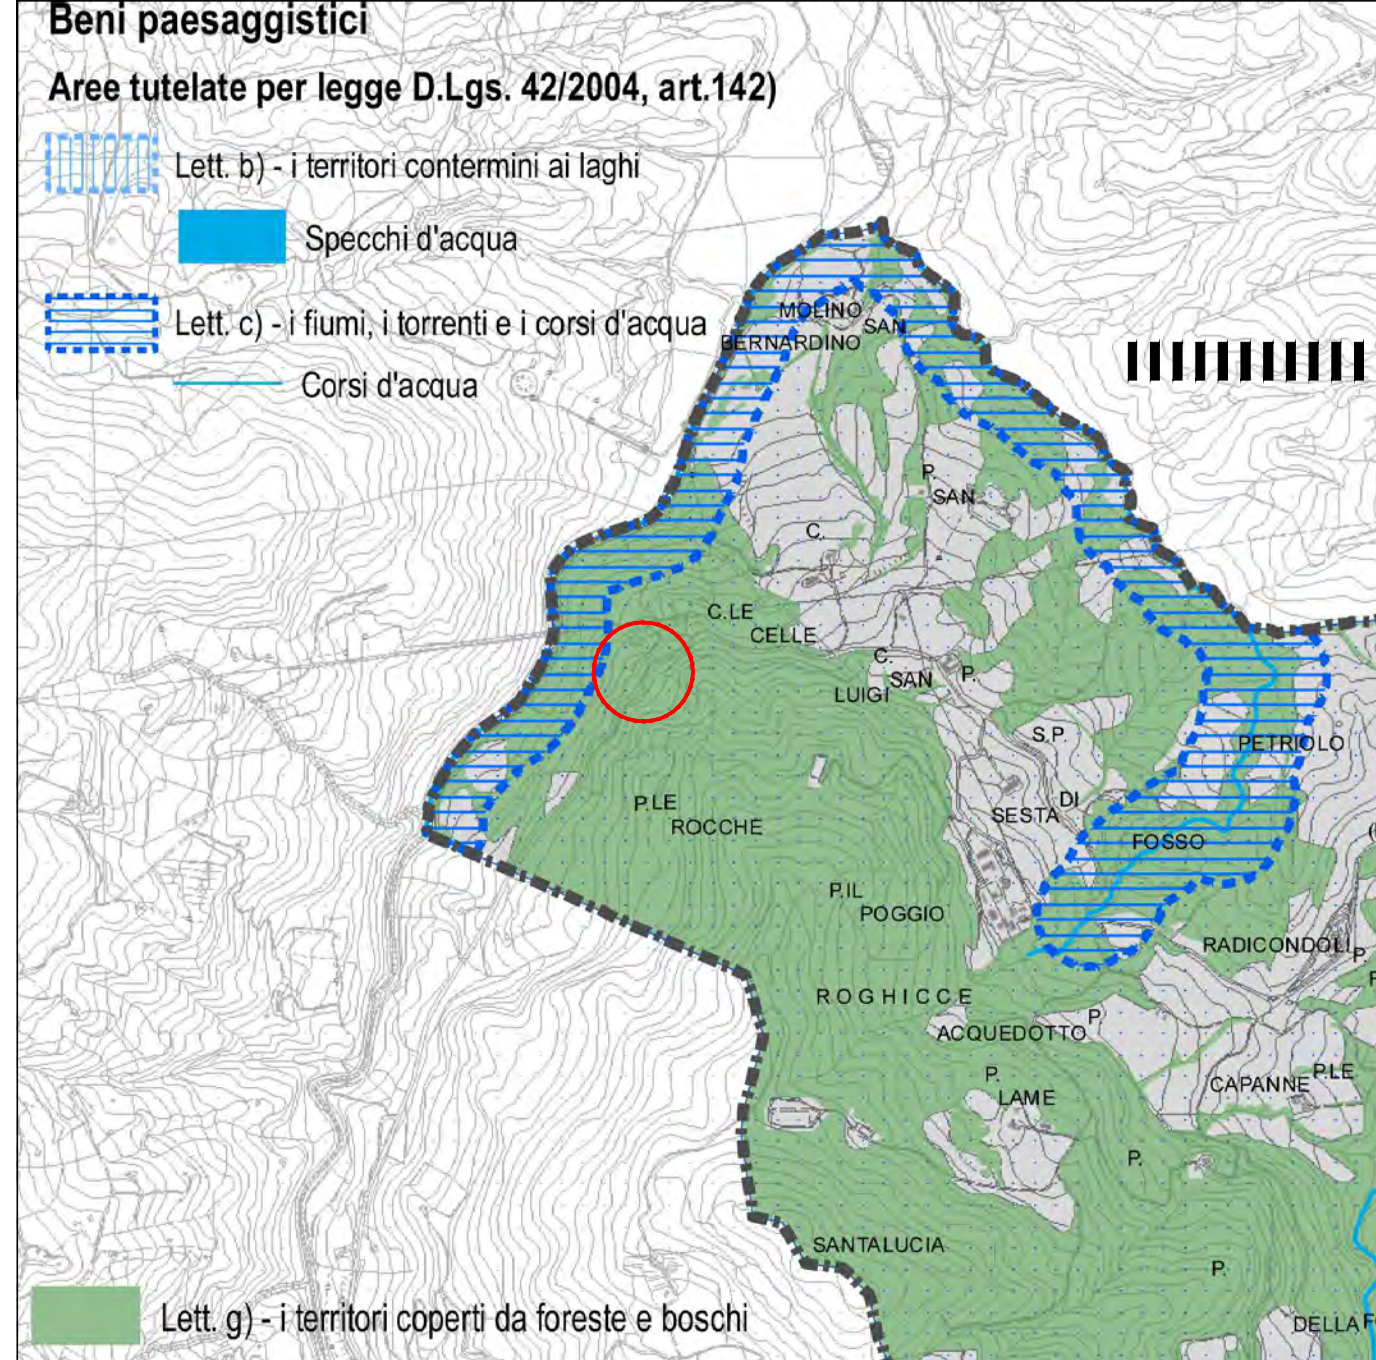 Beni paesaggistici
Aree tutelate per legge D.Lgs. 42/2004, art.142)
Lett. b) - i territori contermini ai laghi
Specchi d'acqua
Lett. c) - i fiumi, i torrenti e i corsi d'acqua
Corsi d'acqua
MOLINO
SAN
BERNARDINO
P.
SAN
C.
C.LE
CELLE
C.
SAN
P.
LUIGI
S.P.
PETRIOLO
P.LE
DI
SESTA
ROCCHE
FOSSO
P.IL
POGGIO
RADICONDOLI
P.
ROGHICCE
P
ACQUEDOTTO
P.
P.LE
CAPANNE
LAME
P.
SANTALUCIA
P.
Lett. g) - i territori coperti da foreste e boschi
DELLA